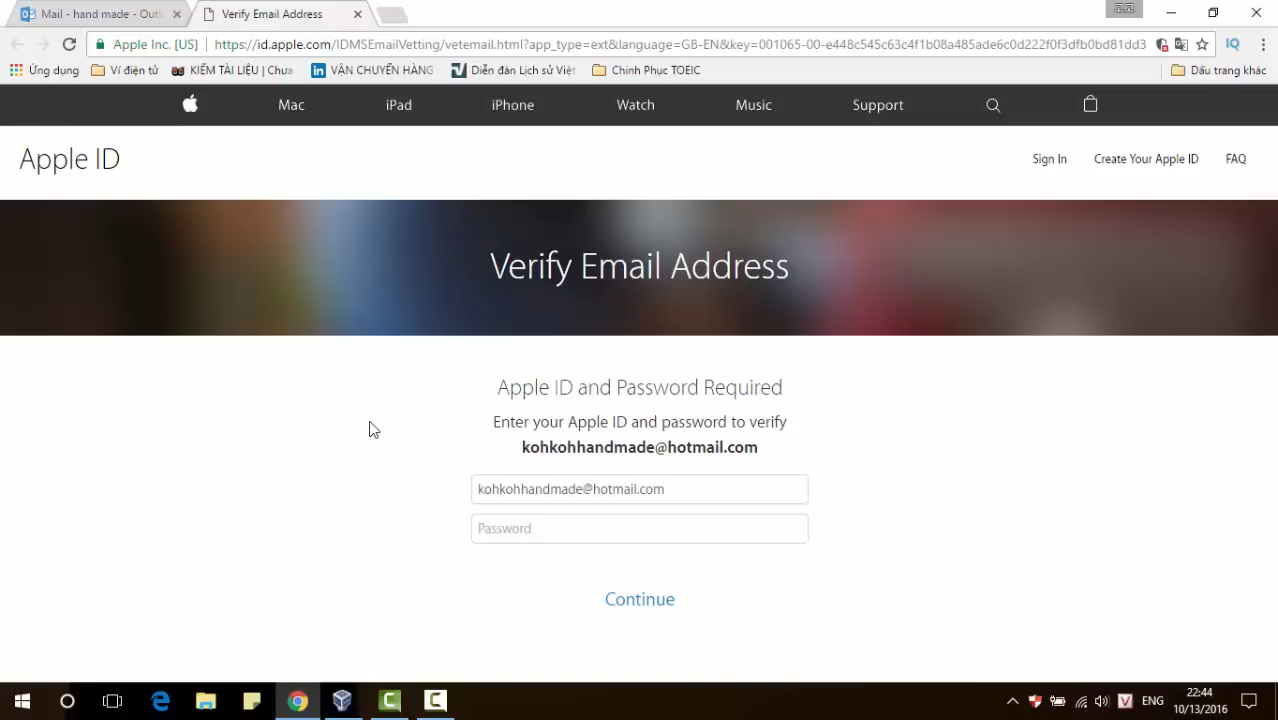 Mail - hand made - Outl
Verify Email Address
Apple Inc. [US]
https://id.apple.com/IDMSEmailVetting/vetemail.html?app_type=ext&language=GB-EN&key=001065-00-e448c545c63c4f1b08a485ade6c0d222f0f3dfb0bd81dd3
Ứng dụng
Ví điện tử
KIẾM TÀI LIỆU | Chưa
VẬN CHUYỂN HÀNG
Diễn đàn Lịch sử Việt
Chinh Phục TOEIC
Dấu trang khác
Mac
iPad
iPhone
Watch
Music
Support
Apple ID
Sign In
Create Your Apple ID
FAQ
Verify Email Address
Apple ID and Password Required
Enter your Apple ID and password to verify
kohkohhandmade@hotmail.com
kohkohhandmade@hotmail.com
Password
Continue
ENG
22:44
10/13/2016